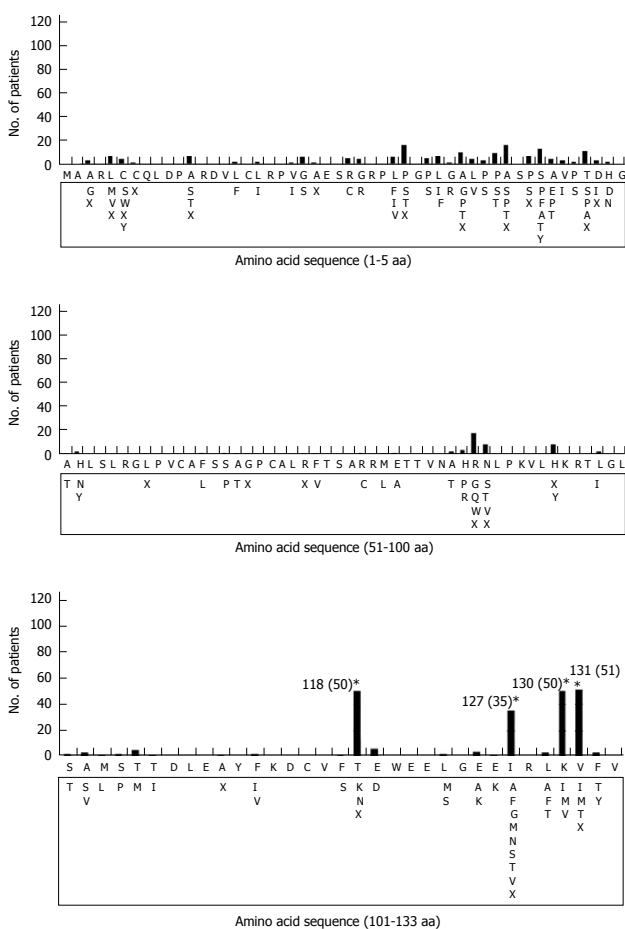 120
100
80
60
40
20
0
No. of patients
M A A R L C C Q L D P A R D V L C L R P V G A E S R G R P L P G P L G A L P P A S P S A V P T D H G
G M S X S F I I S X C R F S S I R G V S S S S P E I S S I D
X V W T I T F P T P X F P P X N
X X X V X T T A T A
Y X X T X
Y
Amino acid sequence (1-5 aa)
120
100
80
60
40
20
0
No. of patients
A H L S L R G L P V C A F S S A G P C A L R F T S A R R M E T T V N A H R N L P K V L H K R T L G L
T N X L P T X X V C L A T P G S X I
Y R Q T Y
W V
X X
Amino acid sequence (51-100 aa)
120
100
80
60
40
20
0
No. of patients
118 (50)*
127 (35)*
130 (50)*
131 (51)
*
S A M S T T D L E A Y F K D C V F T E W E E L G E E I R L K V F V
T S L P M I X I S K D M A K A A I I T
V V N S K F F M M Y
X G T V T
M X
N
S
T
V
X
Amino acid sequence (101-133 aa)